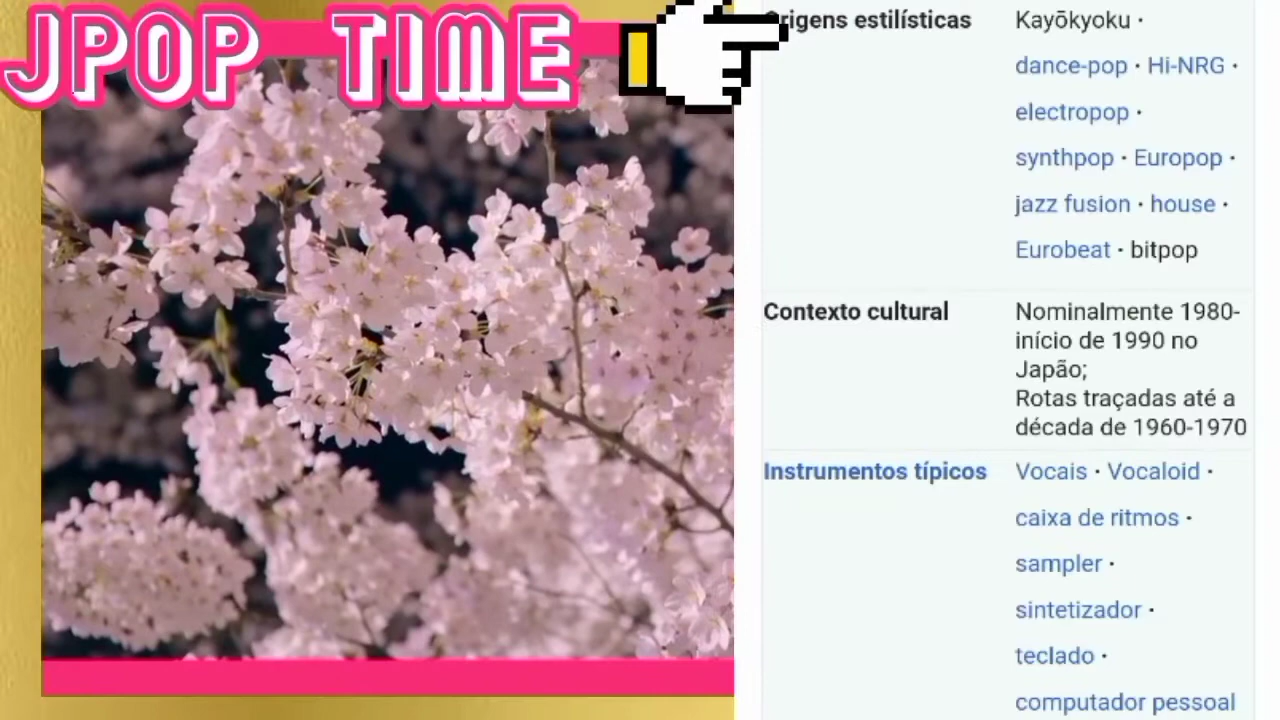 JPOP TIME
Origens estilísticas
Kayōkyoku ·
dance-pop · Hi-NRG ·
electropop ·
synthpop · Europop ·
jazz fusion · house ·
Eurobeat · bitpop
Contexto cultural
Nominalmente 1980-
início de 1990 no
Japão;
Rotas traçadas até a
década de 1960-1970
Instrumentos típicos
Vocais · Vocaloid ·
caixa de ritmos ·
sampler ·
sintetizador ·
teclado ·
computador pessoal